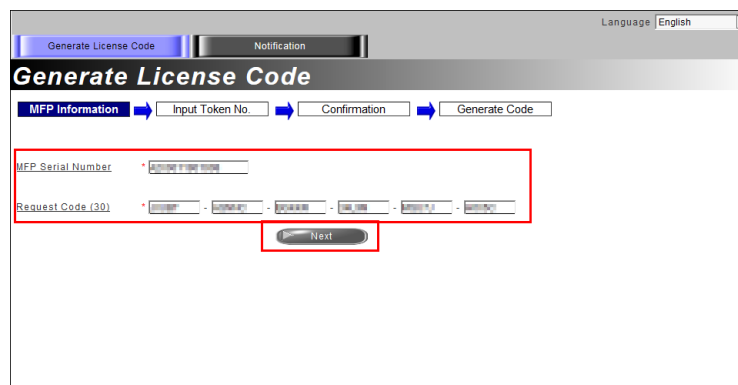 Language English
Generate License Code Notification
Generate License Code
MFP Information Input Token No. Confirmation Generate Code
MFP Serial Number *
Request Code (30) * - - - - -
Next